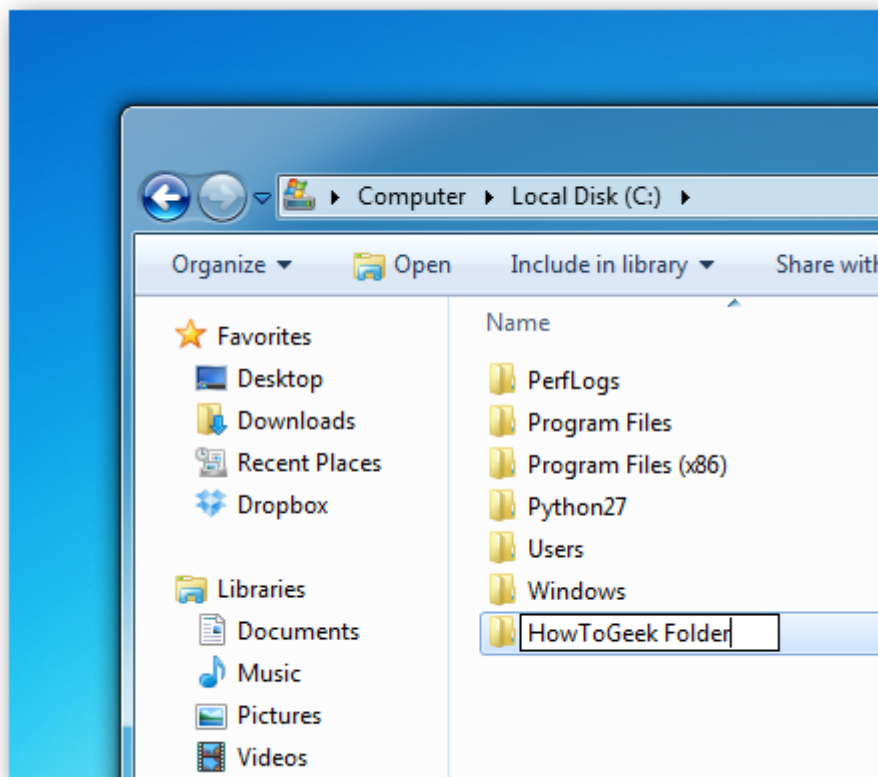 Computer Local Disk (C:)
Organize Open Include in library Share with
Favorites
Desktop
Downloads
Recent Places
Dropbox
Libraries
Documents
Music
Pictures
Videos
Name
PerfLogs
Program Files
Program Files (x86)
Python27
Users
Windows
HowToGeek Folder